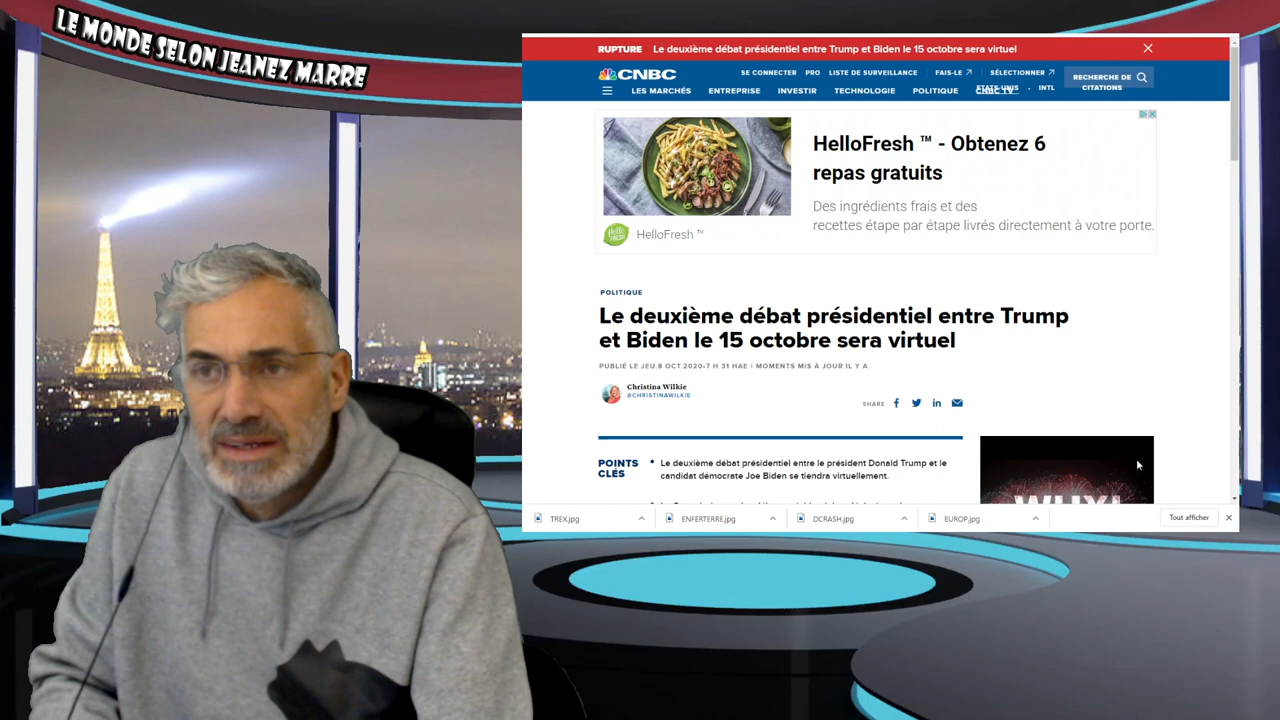 LE MONDE SELON JEANEZ MARRE
RUPTURE Le deuxième débat présidentiel entre Trump et Biden le 15 octobre sera virtuel
CNBC
SE CONNECTER PRO LISTE DE SURVEILLANCE FAIS-LE SÉLECTIONNER
ETATS-UNIS · INTL
RECHERCHE DE
CITATIONS
LES MARCHÉS ENTREPRISE INVESTIR TECHNOLOGIE POLITIQUE CNBC TV
HelloFresh ™ - Obtenez 6
repas gratuits
Des ingrédients frais et des
recettes étape par étape livrés directement à votre porte.
HelloFresh ™
POLITIQUE
Le deuxième débat présidentiel entre Trump
et Biden le 15 octobre sera virtuel
PUBLIÉ LE JEU.8 OCT.2020-7 H 31 HAE | MOMENTS MIS À JOUR IL Y A
Christina Wilkie
@CHRISTINAWILKIE
SHARE
POINTS
CLÉS
• Le deuxième débat présidentiel entre le président Donald Trump et le
candidat démocrate Joe Biden se tiendra virtuellement.
TREX.jpg ENFERTERRE.jpg DCRASH.jpg EUROP.jpg Tout afficher